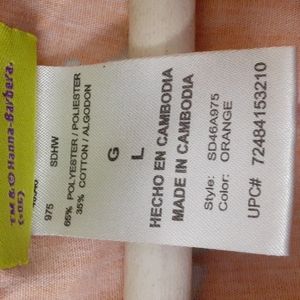 TM & © Hanna-Barbera.
(s05)
975 SDHW
65% POLYESTER / POLIESTER
35% COTTON / ALGODON
G
L
HECHO EN CAMBODIA
MADE IN CAMBODIA
Style: SD46A975
Color: ORANGE
UPC# 72484153210